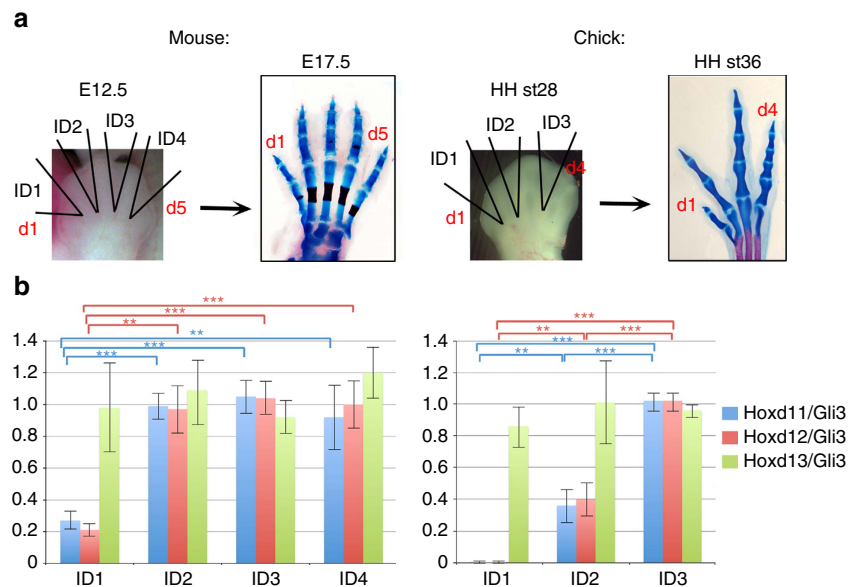 a
Mouse:
Chick:
E12.5
E17.5
HH st28
HH st36
ID1
ID2
ID3
ID4
d1
d5
d1
d5
ID1
ID2
ID3
d1
d4
d1
d4
b
***
***
**
**
***
***
1.4
1.2
1.0
0.8
0.6
0.4
0.2
0
ID1
ID2
ID3
ID4
***
**
***
***
**
***
1.4
1.2
1.0
0.8
0.6
0.4
0.2
0
ID1
ID2
ID3
Hoxd11/Gli3
Hoxd12/Gli3
Hoxd13/Gli3